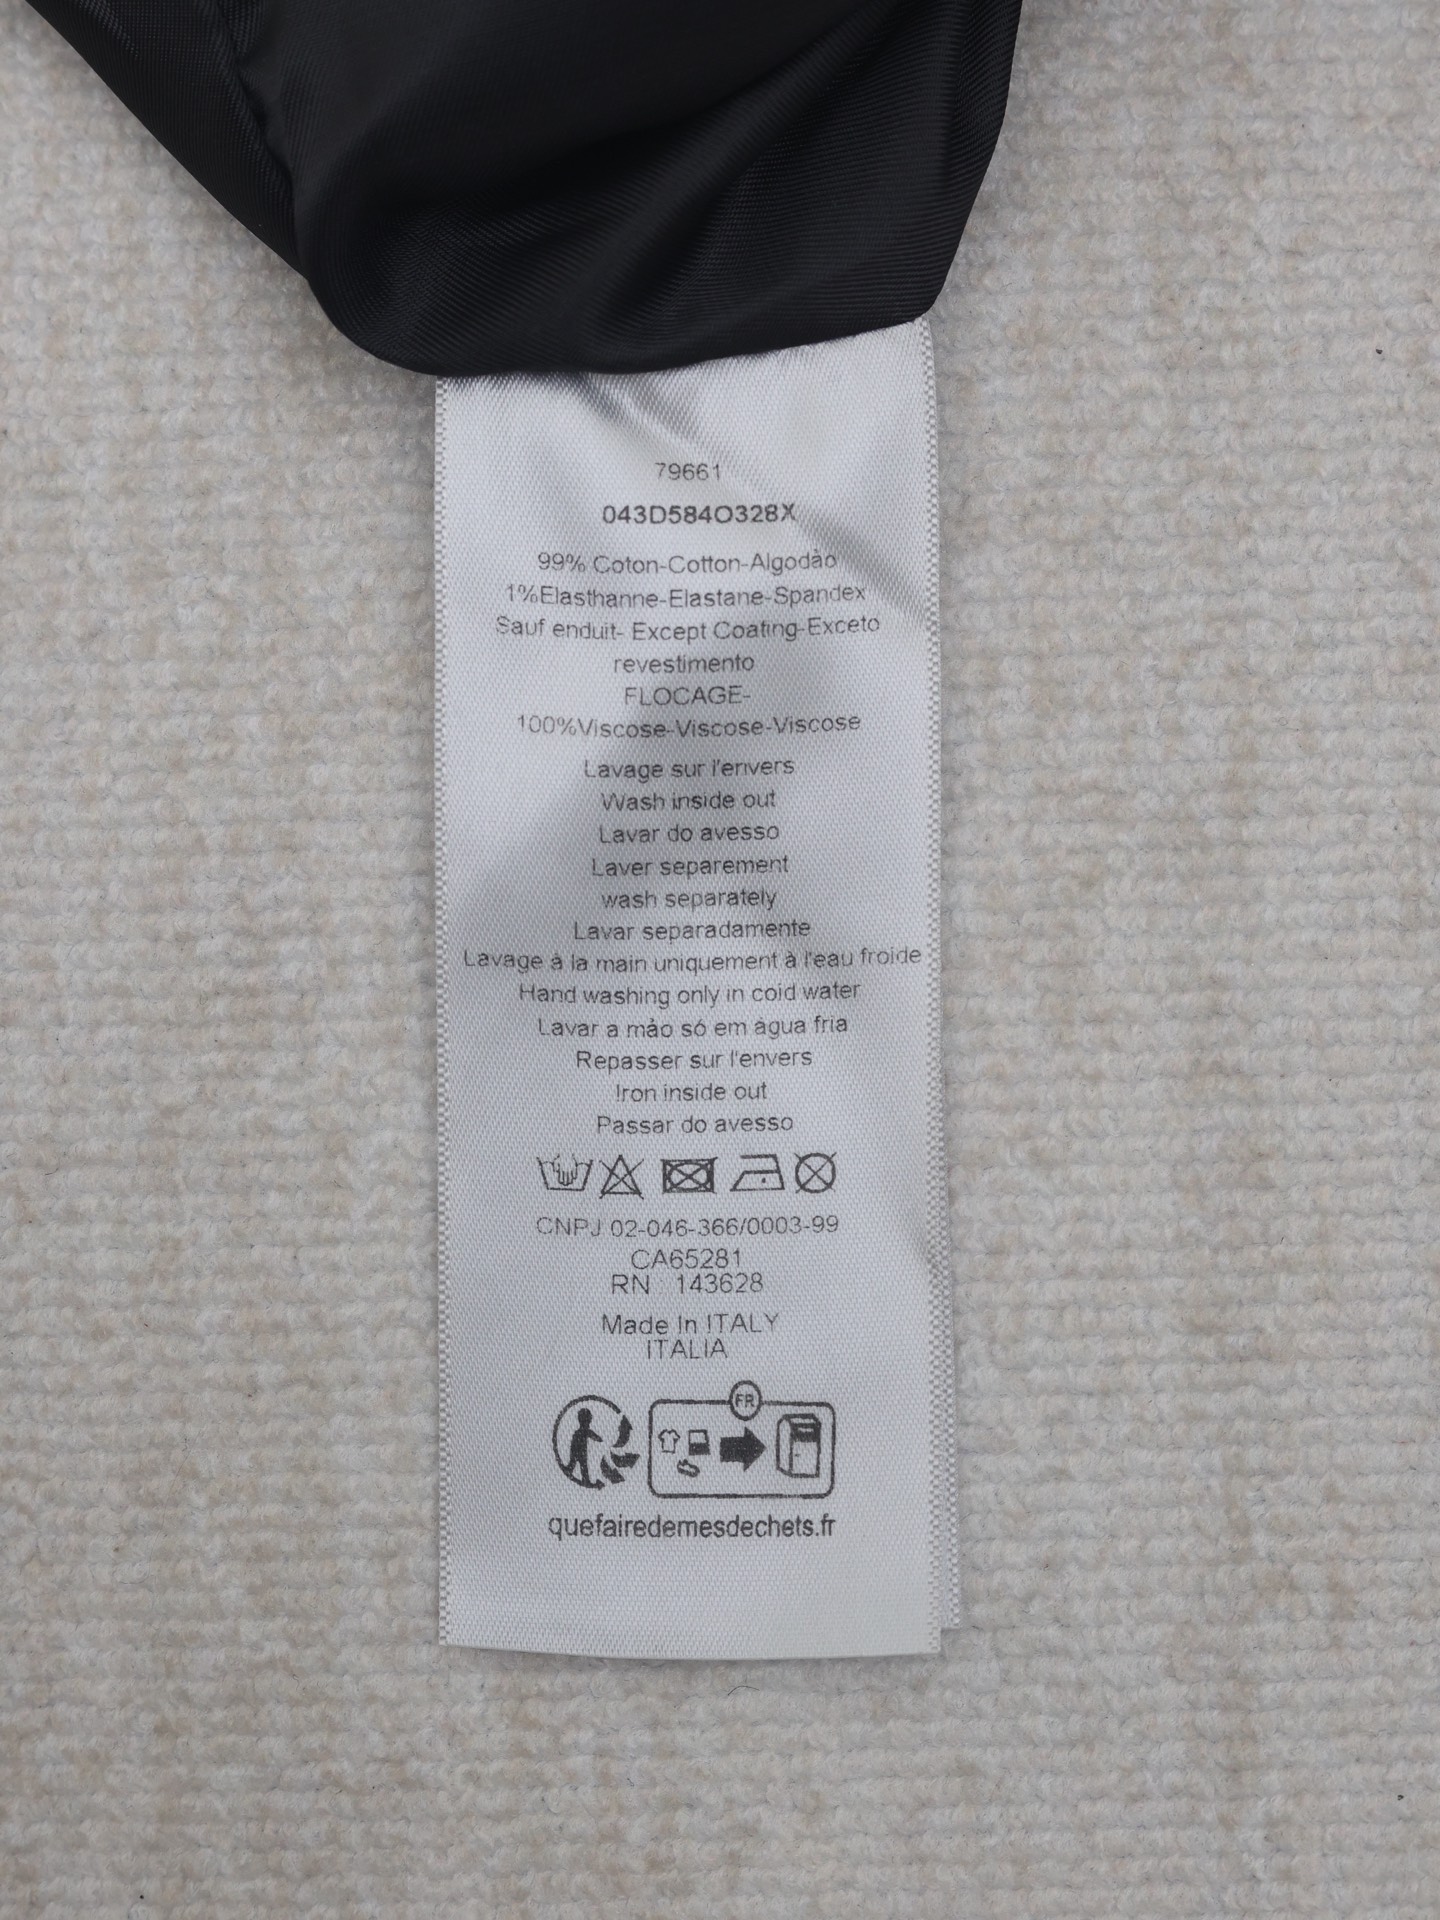 79661
043D584O328X
99% Coton-Cotton-Algodão
1%Elasthanne-Elastane-Spandex
Sauf enduit- Except Coating-Exceto
revestimento
FLOCAGE-
100%Viscose-Viscose-Viscose
Lavage sur l'envers
Wash inside out
Lavar do avesso
Laver separement
wash separately
Lavar separadamente
Lavage à la main uniquement à l'eau froide
Hand washing only in cold water
Lavar a mão só em água fria
Repasser sur l'envers
Iron inside out
Passar do avesso
CNPJ 02-046-366/0003-99
CA65281
RN : 143628
Made In ITALY
ITALIA
FR
quefairedemesdechets.fr